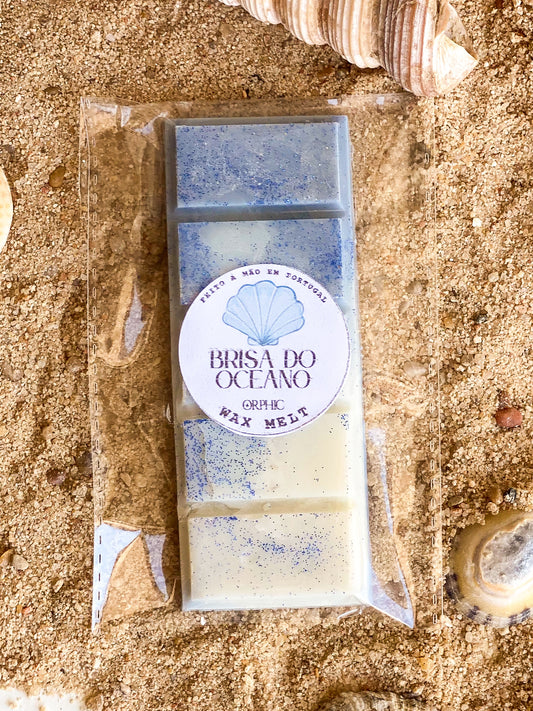 FEITO À MÃO EM PORTUGAL
BRISA DO
OCEANO
ORPHIC
WAX MELT